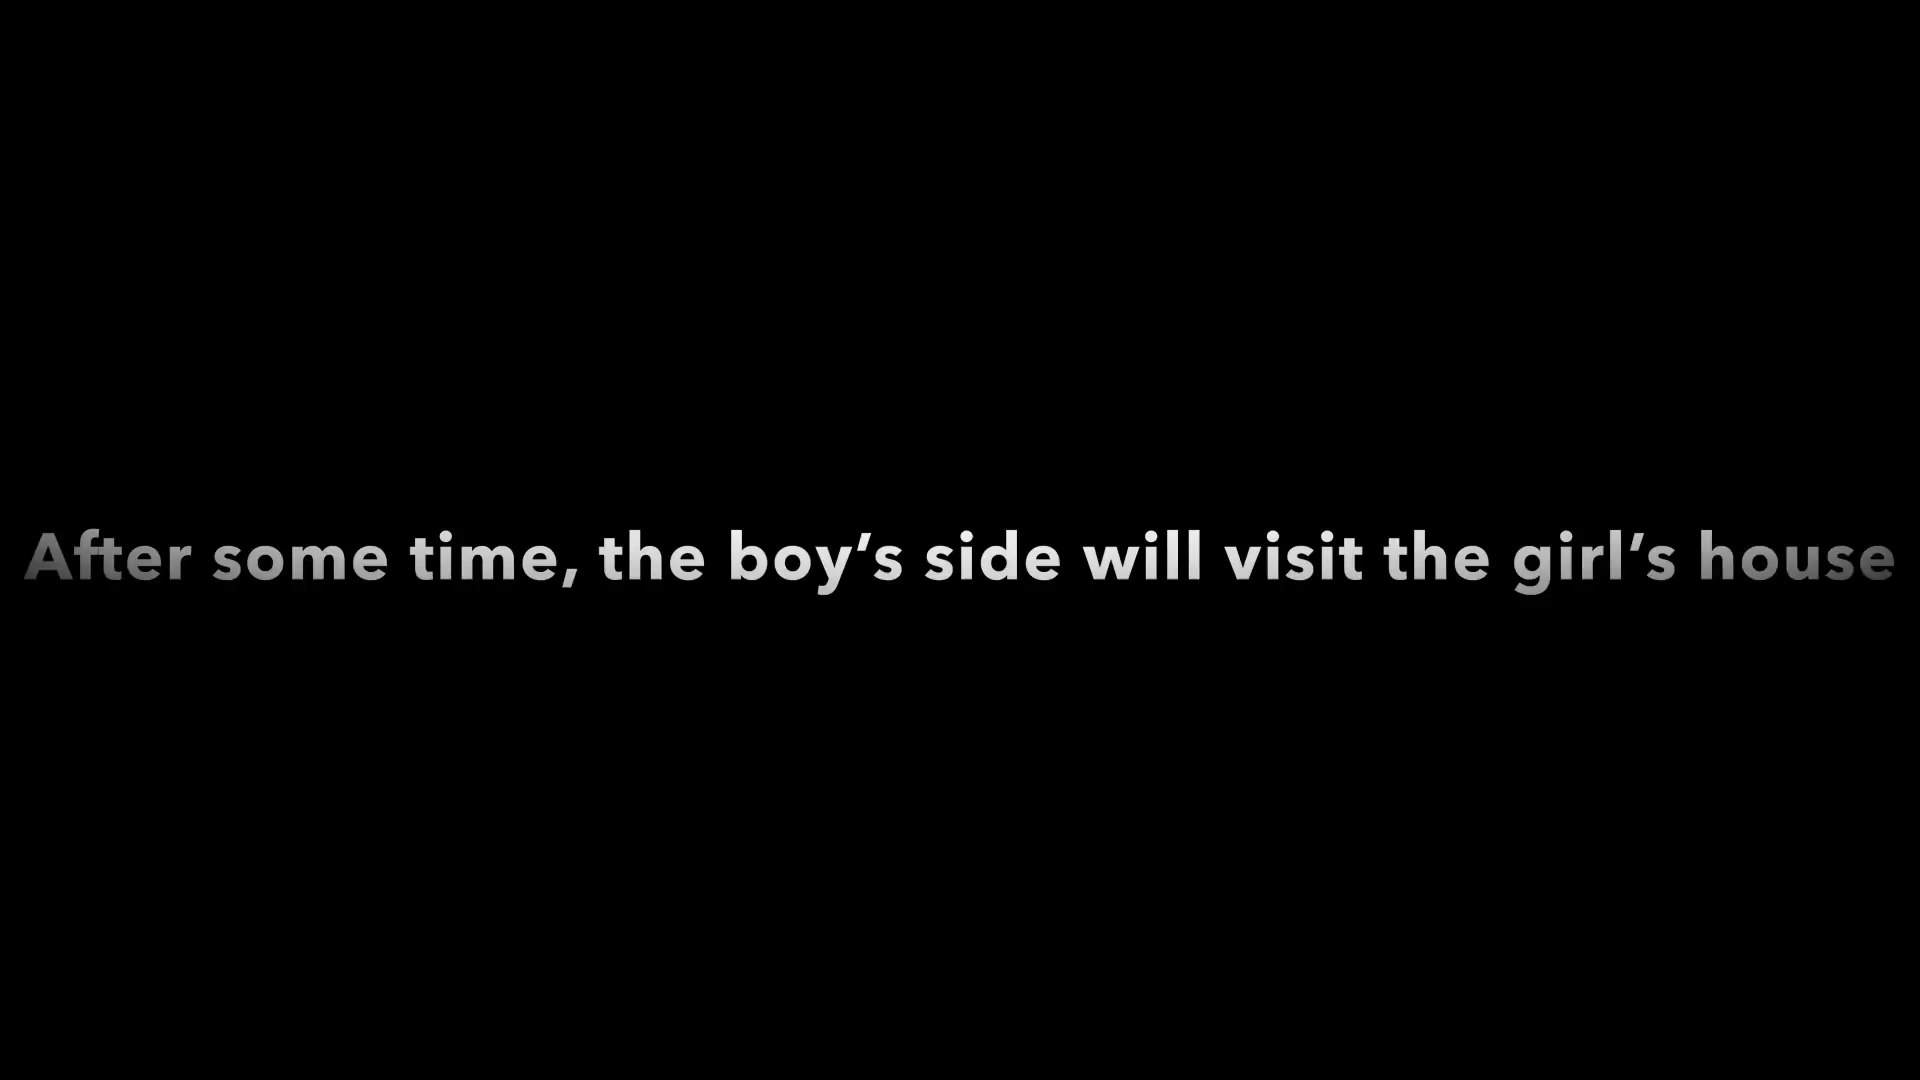 After some time, the boy’s side will visit the girl’s house